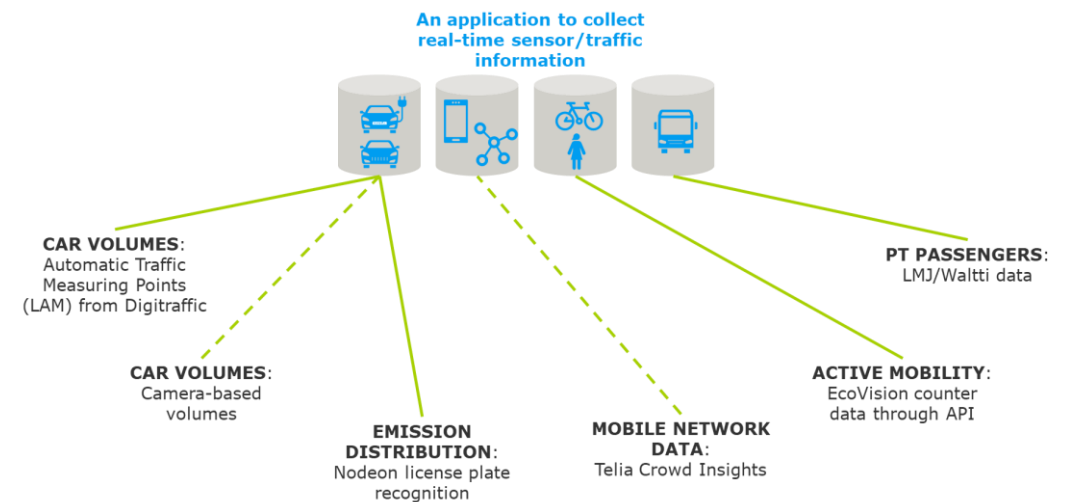 An application to collect
real-time sensor/traffic
information
CAR VOLUMES:
Automatic Traffic
Measuring Points
(LAM) from Digitraffic
CAR VOLUMES:
Camera-based
volumes
EMISSION
DISTRIBUTION:
Nodeon license plate
recognition
MOBILE NETWORK
DATA:
Telia Crowd Insights
ACTIVE MOBILITY:
EcoVision counter
data through API
PT PASSENGERS:
LMJ/Waltti data